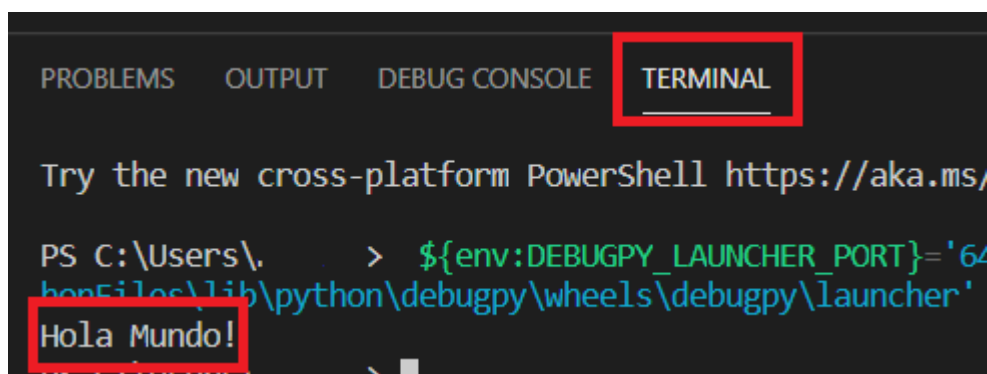 PROBLEMS OUTPUT DEBUG CONSOLE TERMINAL
Try the new cross-platform PowerShell https://aka.ms/
PS C:\Users\. > ${env:DEBUGPY_LAUNCHER_PORT}='64
honFiles\lib\python\debugpy\wheels\debugpy\launcher'
Hola Mundo!
>